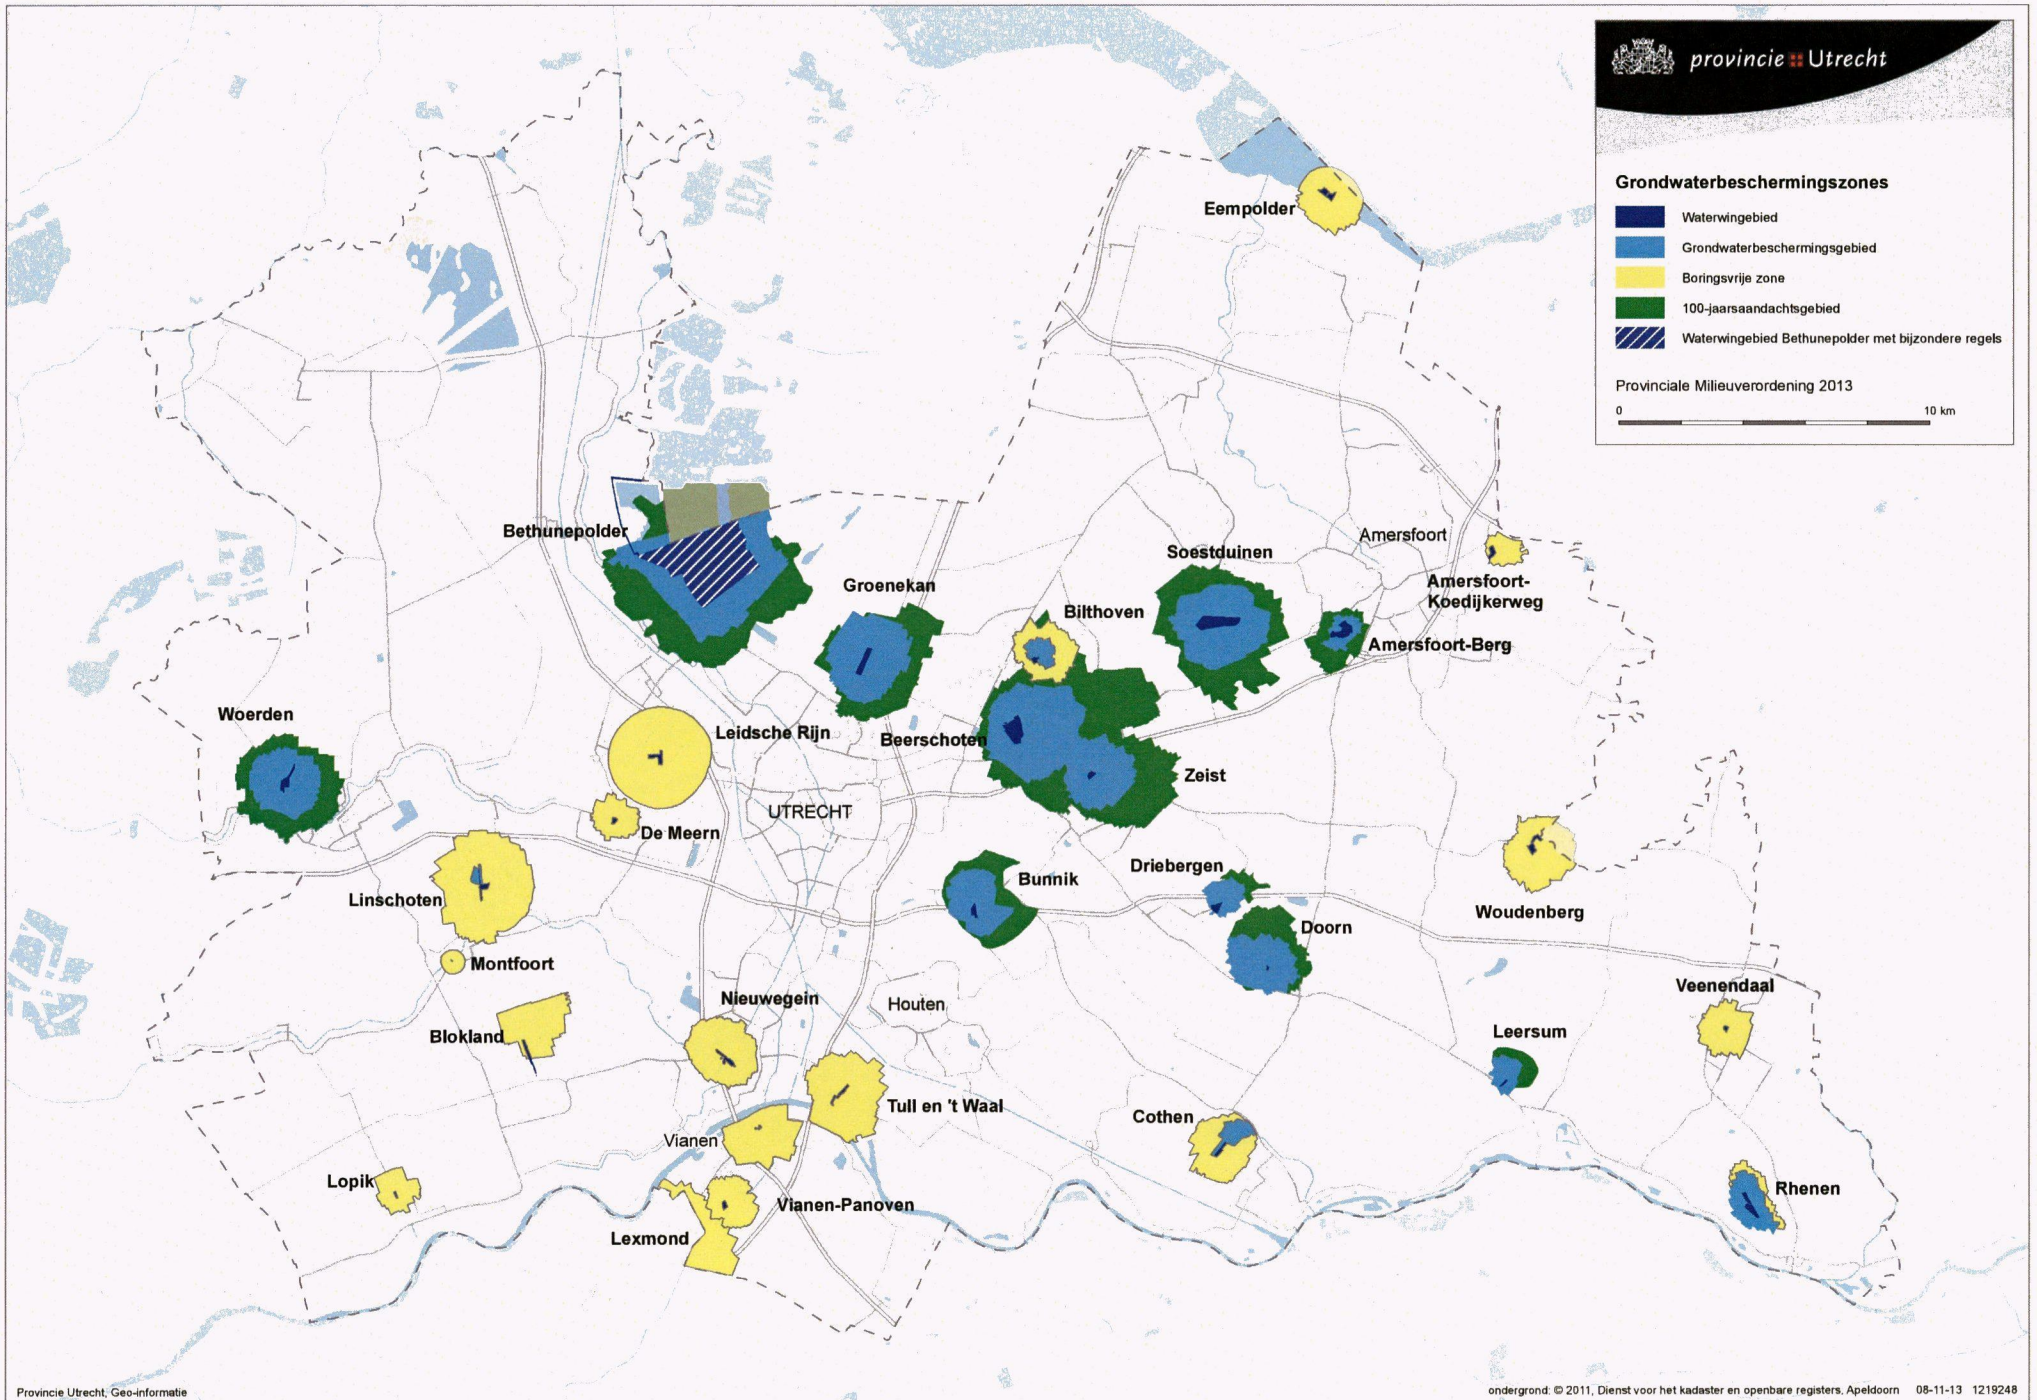 provincie Utrecht
Grondwaterbeschermingszones
Waterwingebied
Grondwaterbeschermingsgebied
Boringsvrije zone
100-jaarsaandachtsgebied
Waterwingebied Bethunepolder met bijzondere regels
Provinciale Milieuverordening 2013
0 10 km
Eempolder
Bethunepolder
Amersfoort
Soestduinen
Groenekan
Amersfoort-
Koedijkerweg
Bilthoven
Amersfoort-Berg
Woerden
Leidsche Rijn
Beerschoten
Zeist
UTRECHT
De Meern
Driebergen
Bunnik
Linschoten
Woudenberg
Doorn
Montfoort
Veenendaal
Nieuwegein
Houten
Leersum
Blokland
Tull en 't Waal
Cothen
Vianen
Lopik
Rhenen
Vianen-Panoven
Lexmond
Provincie Utrecht, Geo-informatie
ondergrond: © 2011, Dienst voor het kadaster en openbare registers, Apeldoorn 08-11-13 1219248